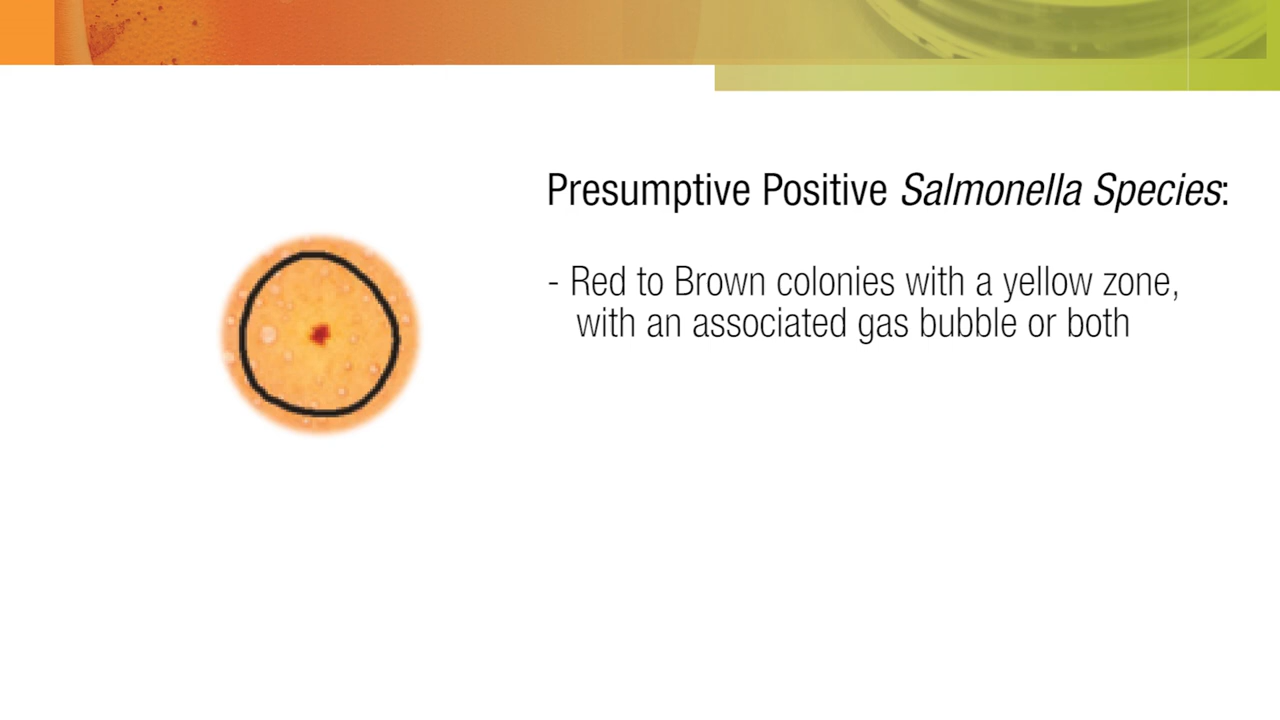 Presumptive Positive Salmonella Species:
- Red to Brown colonies with a yellow zone,
with an associated gas bubble or both